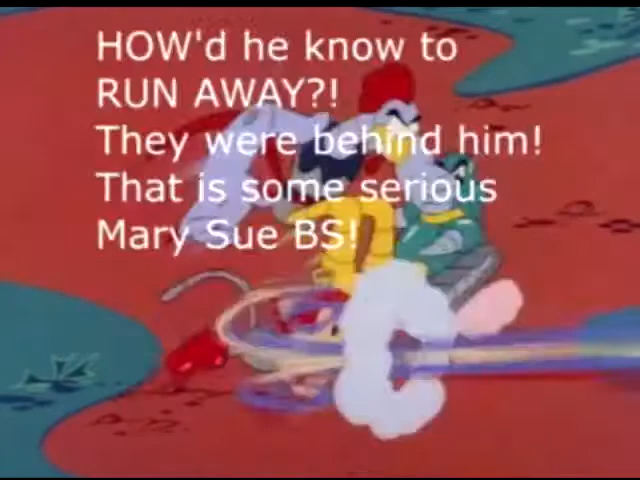 HOW'd he know to
RUN AWAY?!
They were behind him!
That is some serious
Mary Sue BS!